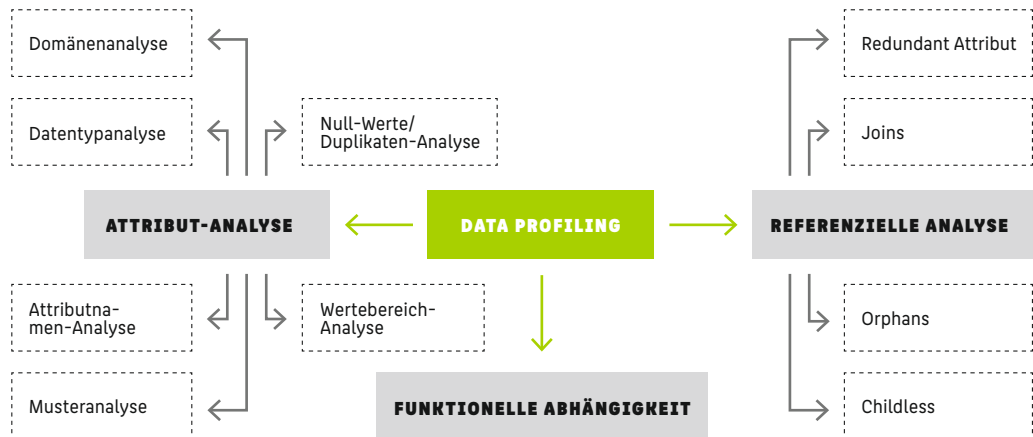 Domänenanalyse
Redundant Attribut
Datentypanalyse
Null-Werte/
Duplikaten-Analyse
Joins
ATTRIBUT-ANALYSE
DATA PROFILING
REFERENZIELLE ANALYSE
Attributna-
men-Analyse
Wertebereich-
Analyse
Orphans
Musteranalyse
FUNKTIONELLE ABHÄNGIGKEIT
Childless